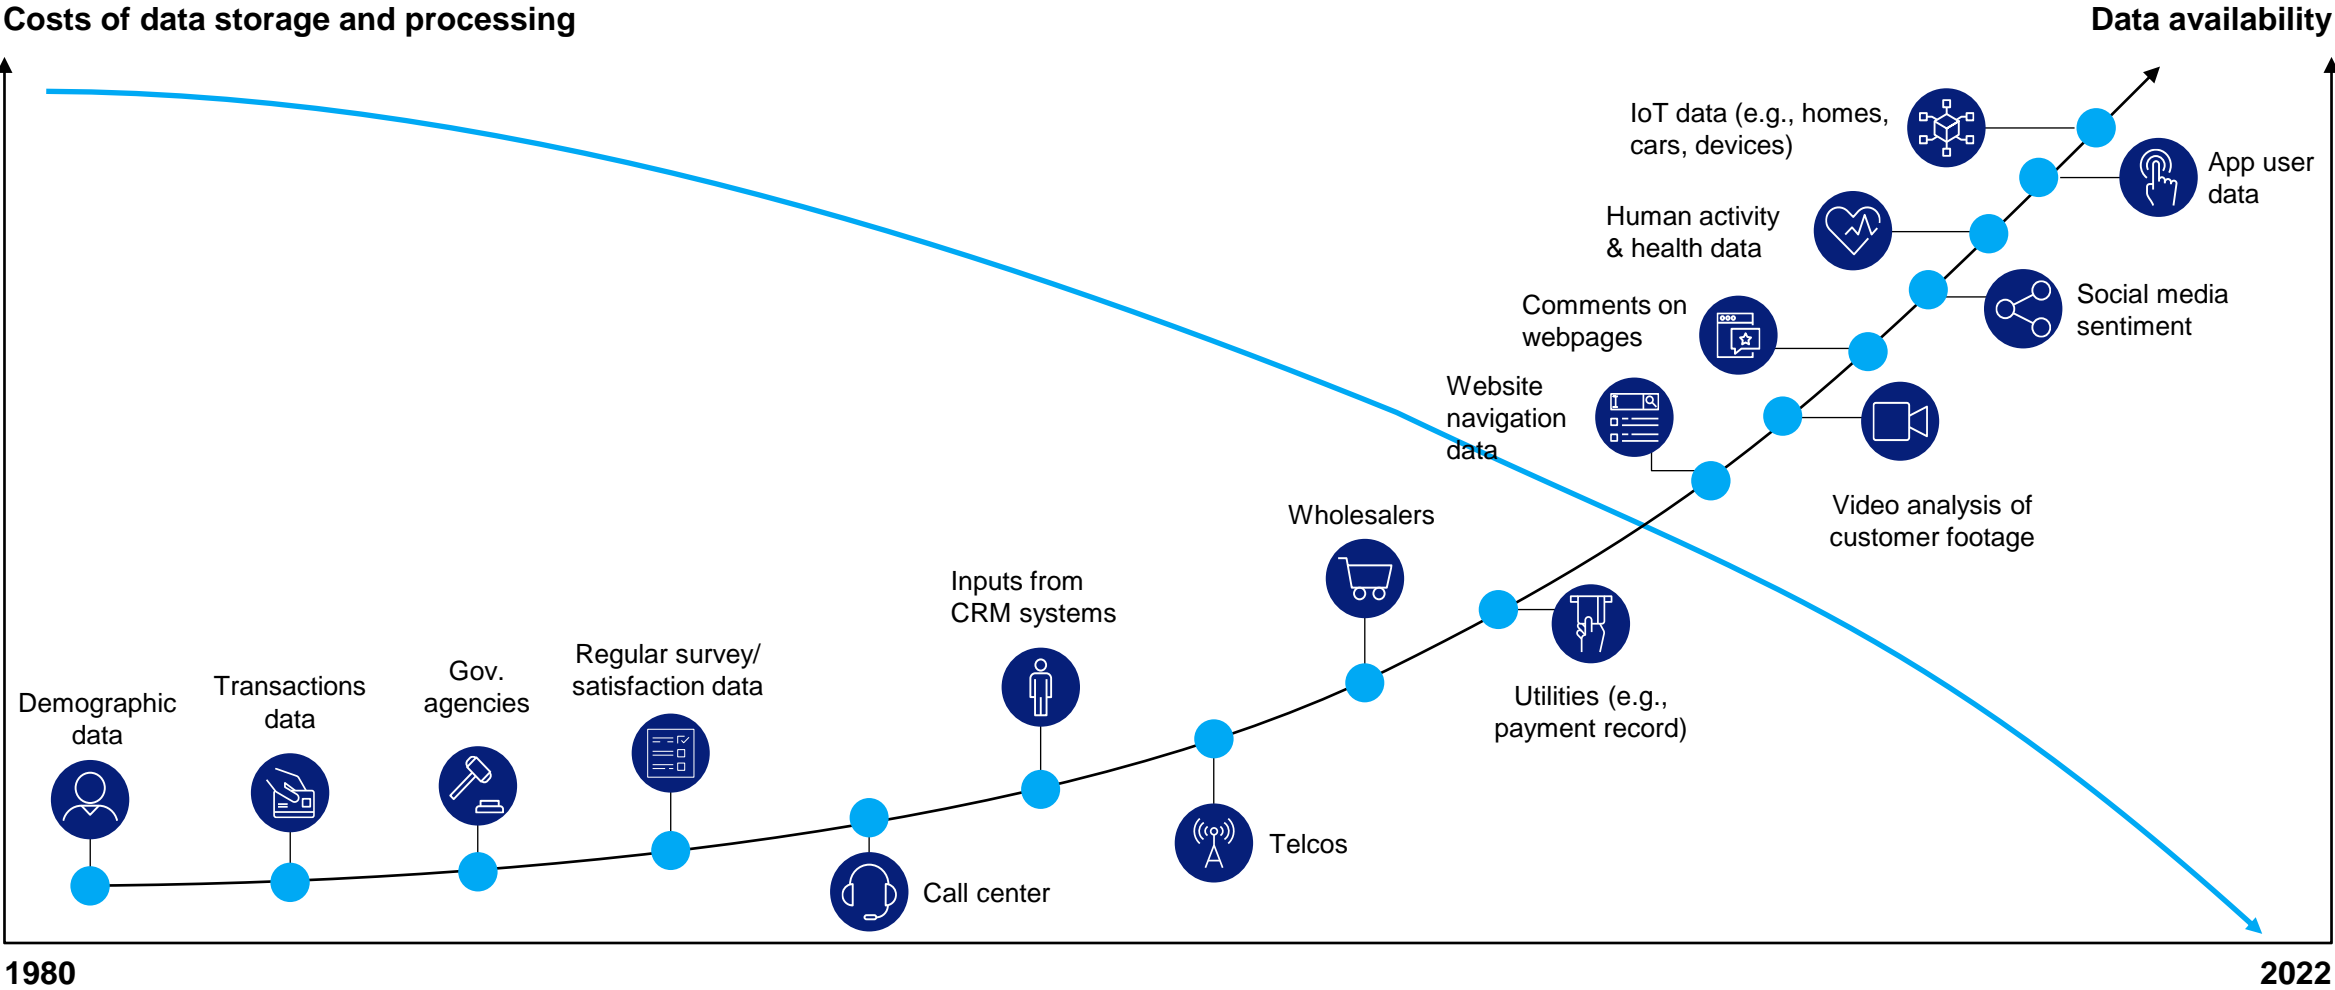 Costs of data storage and processing
Data availability
IoT data (e.g., homes,
cars, devices)
App user
data
Human activity
& health data
Social media
sentiment
Comments on
webpages
Website
navigation
data
Video analysis of
customer footage
Wholesalers
Utilities (e.g.,
payment record)
Inputs from
CRM systems
Telcos
Regular survey/
satisfaction data
Call center
Gov.
agencies
Transactions
data
Demographic
data
1980
2022